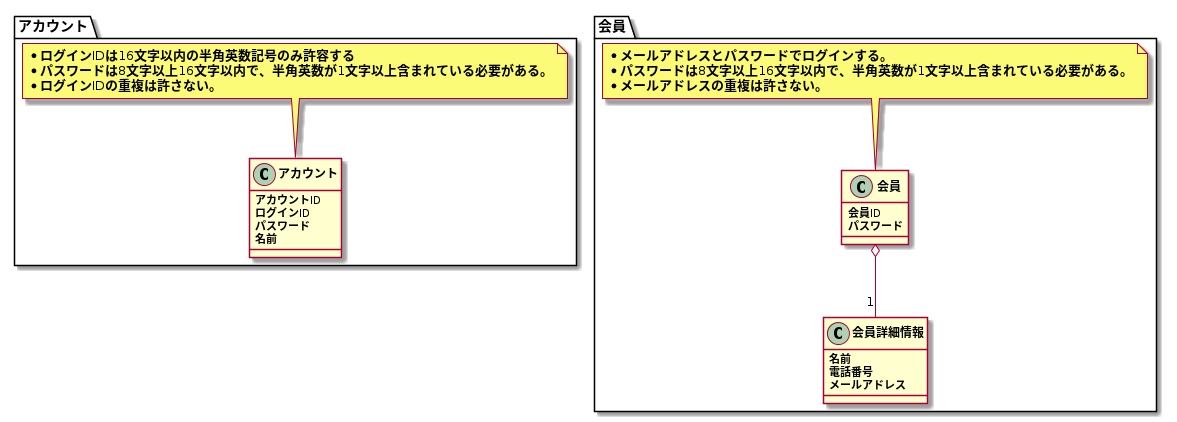 アカウント
• ログインIDは16文字以内の半角英数記号のみ許容する
• パスワードは8文字以上16文字以内で、半角英数が1文字以上含まれている必要がある。
• ログインIDの重複は許さない。
C アカウント
アカウントID
ログインID
パスワード
名前
会員
• メールアドレスとパスワードでログインする。
• パスワードは8文字以上16文字以内で、半角英数が1文字以上含まれている必要がある。
• メールアドレスの重複は許さない。
C 会員
会員ID
パスワード
1
C 会員詳細情報
名前
電話番号
メールアドレス